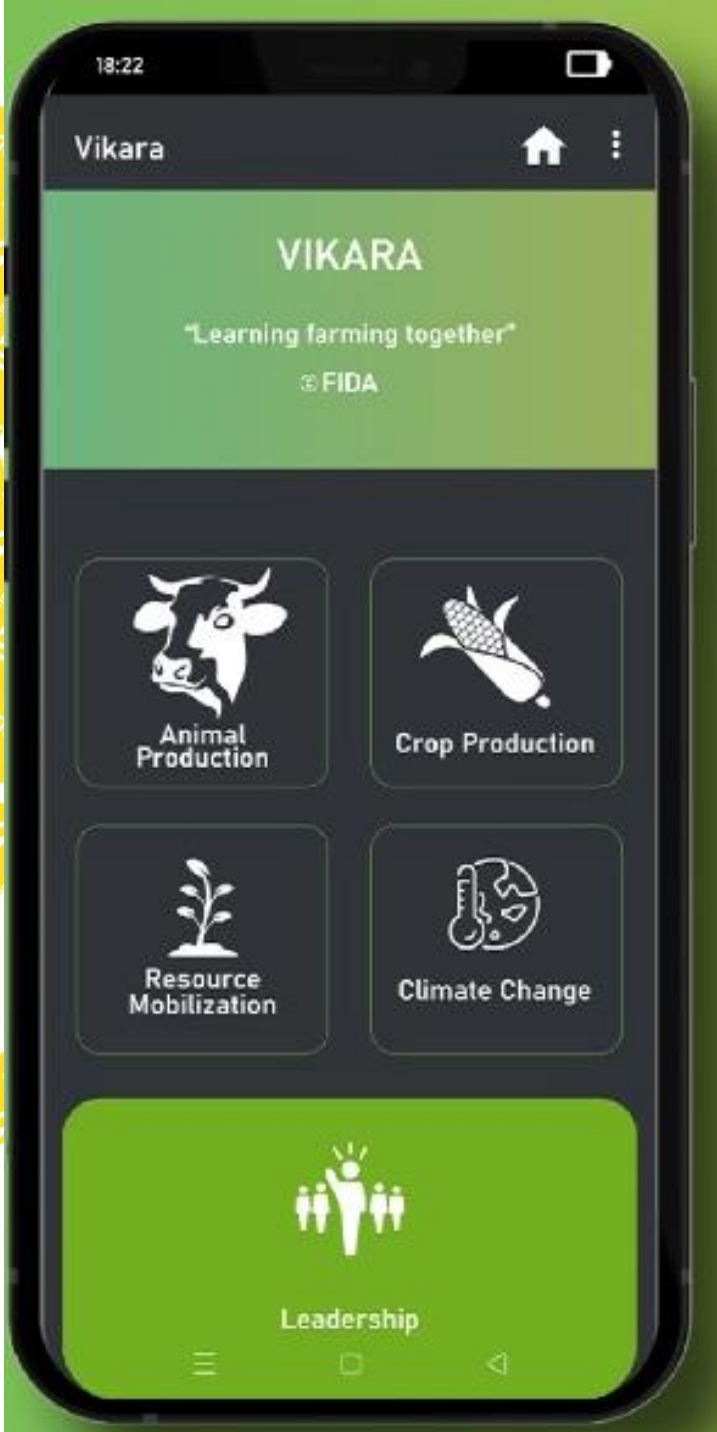 18:22
Vikara
VIKARA
“Learning farming together”
© FIDA
Animal
Production
Crop Production
Resource
Mobilization
Climate Change
Leadership